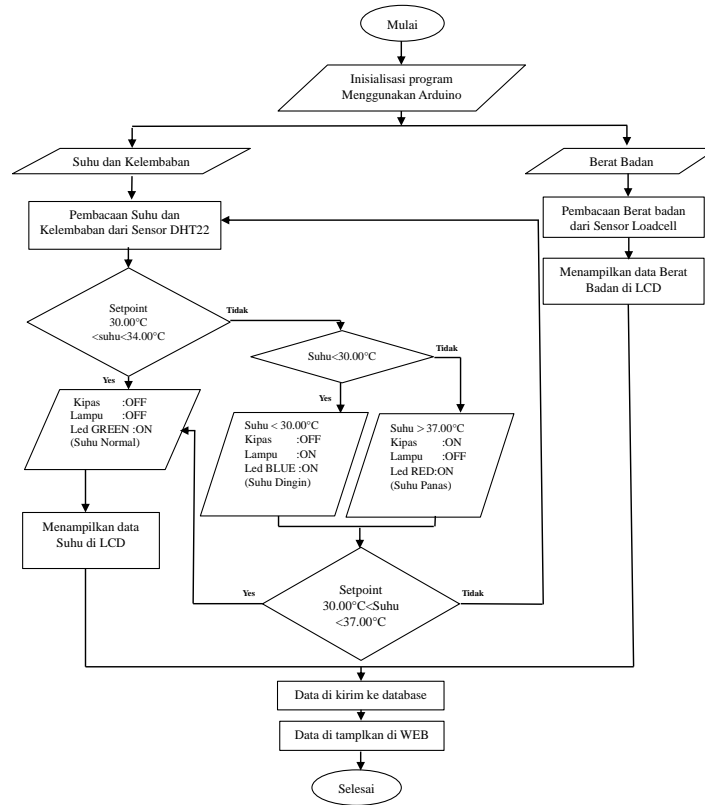 Mulai
Inisialisasi program
Menggunakan Arduino
Suhu dan Kelembaban
Berat Badan
Pembacaan Suhu dan
Kelembaban dari Sensor DHT22
Pembacaan Berat badan
dari Sensor Loadcell
Menampilkan data Berat
Badan di LCD
Setpoint
30.00°C
<suhu<34.00°C
Tidak
Suhu<30.00°C
Tidak
Yes
Yes
Kipas :OFF
Lampu :OFF
Led GREEN :ON
(Suhu Normal)
Suhu < 30.00°C
Kipas :OFF
Lampu :ON
Led BLUE :ON
(Suhu Dingin)
Suhu > 37.00°C
Kipas :ON
Lampu :OFF
Led RED:ON
(Suhu Panas)
Menampilkan data
Suhu di LCD
Yes
Setpoint
30.00°C<Suhu
<37.00°C
Tidak
Data di kirim ke database
Data di tamplkan di WEB
Selesai